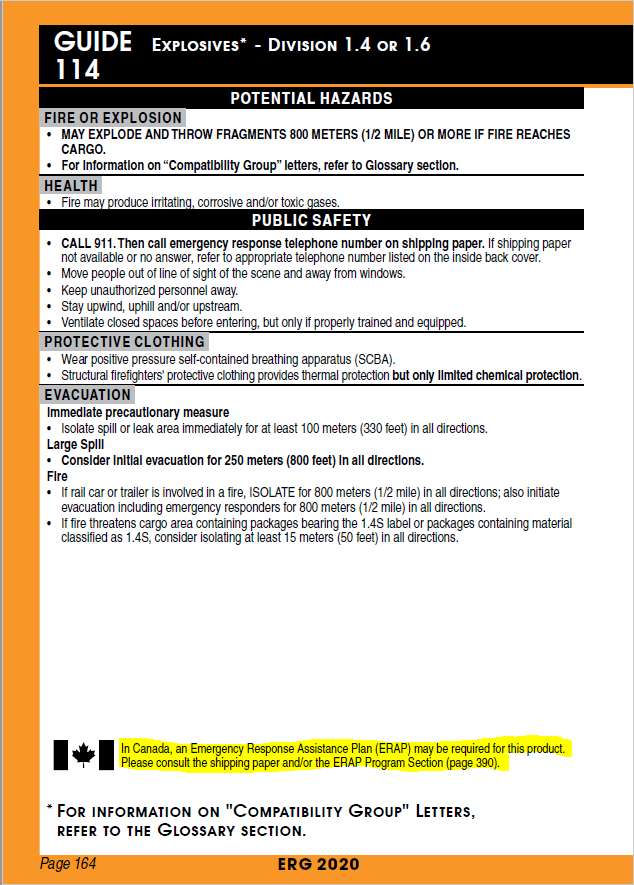 GUIDE 114
EXPLOSIVES* - DIVISION 1.4 OR 1.6
POTENTIAL HAZARDS
FIRE OR EXPLOSION
• MAY EXPLODE AND THROW FRAGMENTS 800 METERS (1/2 MILE) OR MORE IF FIRE REACHES
CARGO.
• For information on “Compatibility Group” letters, refer to Glossary section.
HEALTH
• Fire may produce irritating, corrosive and/or toxic gases.
PUBLIC SAFETY
• CALL 911. Then call emergency response telephone number on shipping paper. If shipping paper
not available or no answer, refer to appropriate telephone number listed on the inside back cover.
• Move people out of line of sight of the scene and away from windows.
• Keep unauthorized personnel away.
• Stay upwind, uphill and/or upstream.
• Ventilate closed spaces before entering, but only if properly trained and equipped.
PROTECTIVE CLOTHING
• Wear positive pressure self-contained breathing apparatus (SCBA).
• Structural firefighters' protective clothing provides thermal protection but only limited chemical protection.
EVACUATION
Immediate precautionary measure
• Isolate spill or leak area immediately for at least 100 meters (330 feet) in all directions.
Large Spill
• Consider initial evacuation for 250 meters (800 feet) in all directions.
Fire
• If rail car or trailer is involved in a fire, ISOLATE for 800 meters (1/2 mile) in all directions; also initiate
evacuation including emergency responders for 800 meters (1/2 mile) in all directions.
• If fire threatens cargo area containing packages bearing the 1.4S label or packages containing material
classified as 1.4S, consider isolating at least 15 meters (50 feet) in all directions.
In Canada, an Emergency Response Assistance Plan (ERAP) may be required for this product.
Please consult the shipping paper and/or the ERAP Program Section (page 390).
* FOR INFORMATION ON "COMPATIBILITY GROUP" LETTERS,
REFER TO THE GLOSSARY SECTION.
Page 164
ERG 2020